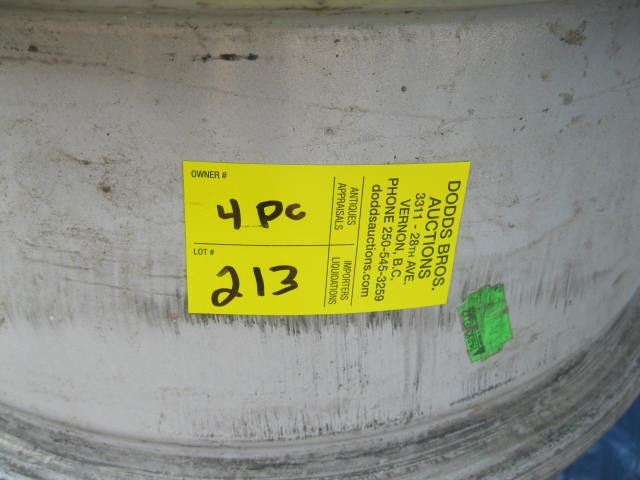 OWNER #
4 pc
LOT #
213
ANTIQUES
APPRAISALS
IMPORTERS
LIQUIDATIONS
DODDS BROS.
AUCTIONS
3311 - 28TH AVE.
VERNON, B.C.
PHONE 250-545-3259
doddsauctions.com